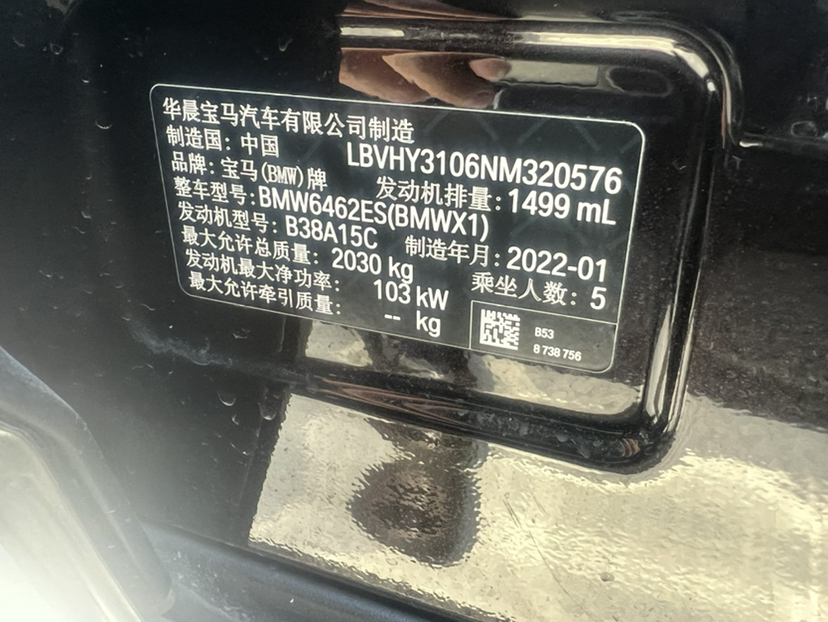 华晨宝马汽车有限公司制造
制造国: 中国 LBVHY3106NM320576
品牌: 宝马(BMW)牌 发动机排量: 1499 mL
整车型号: BMW6462ES(BMWX1)
发动机型号: B38A15C 制造年月: 2022-01
最大允许总质量: 2030 kg 乘坐人数: 5
发动机最大净功率: 103 kW
最大允许牵引质量: -- kg
B53
8 738 756